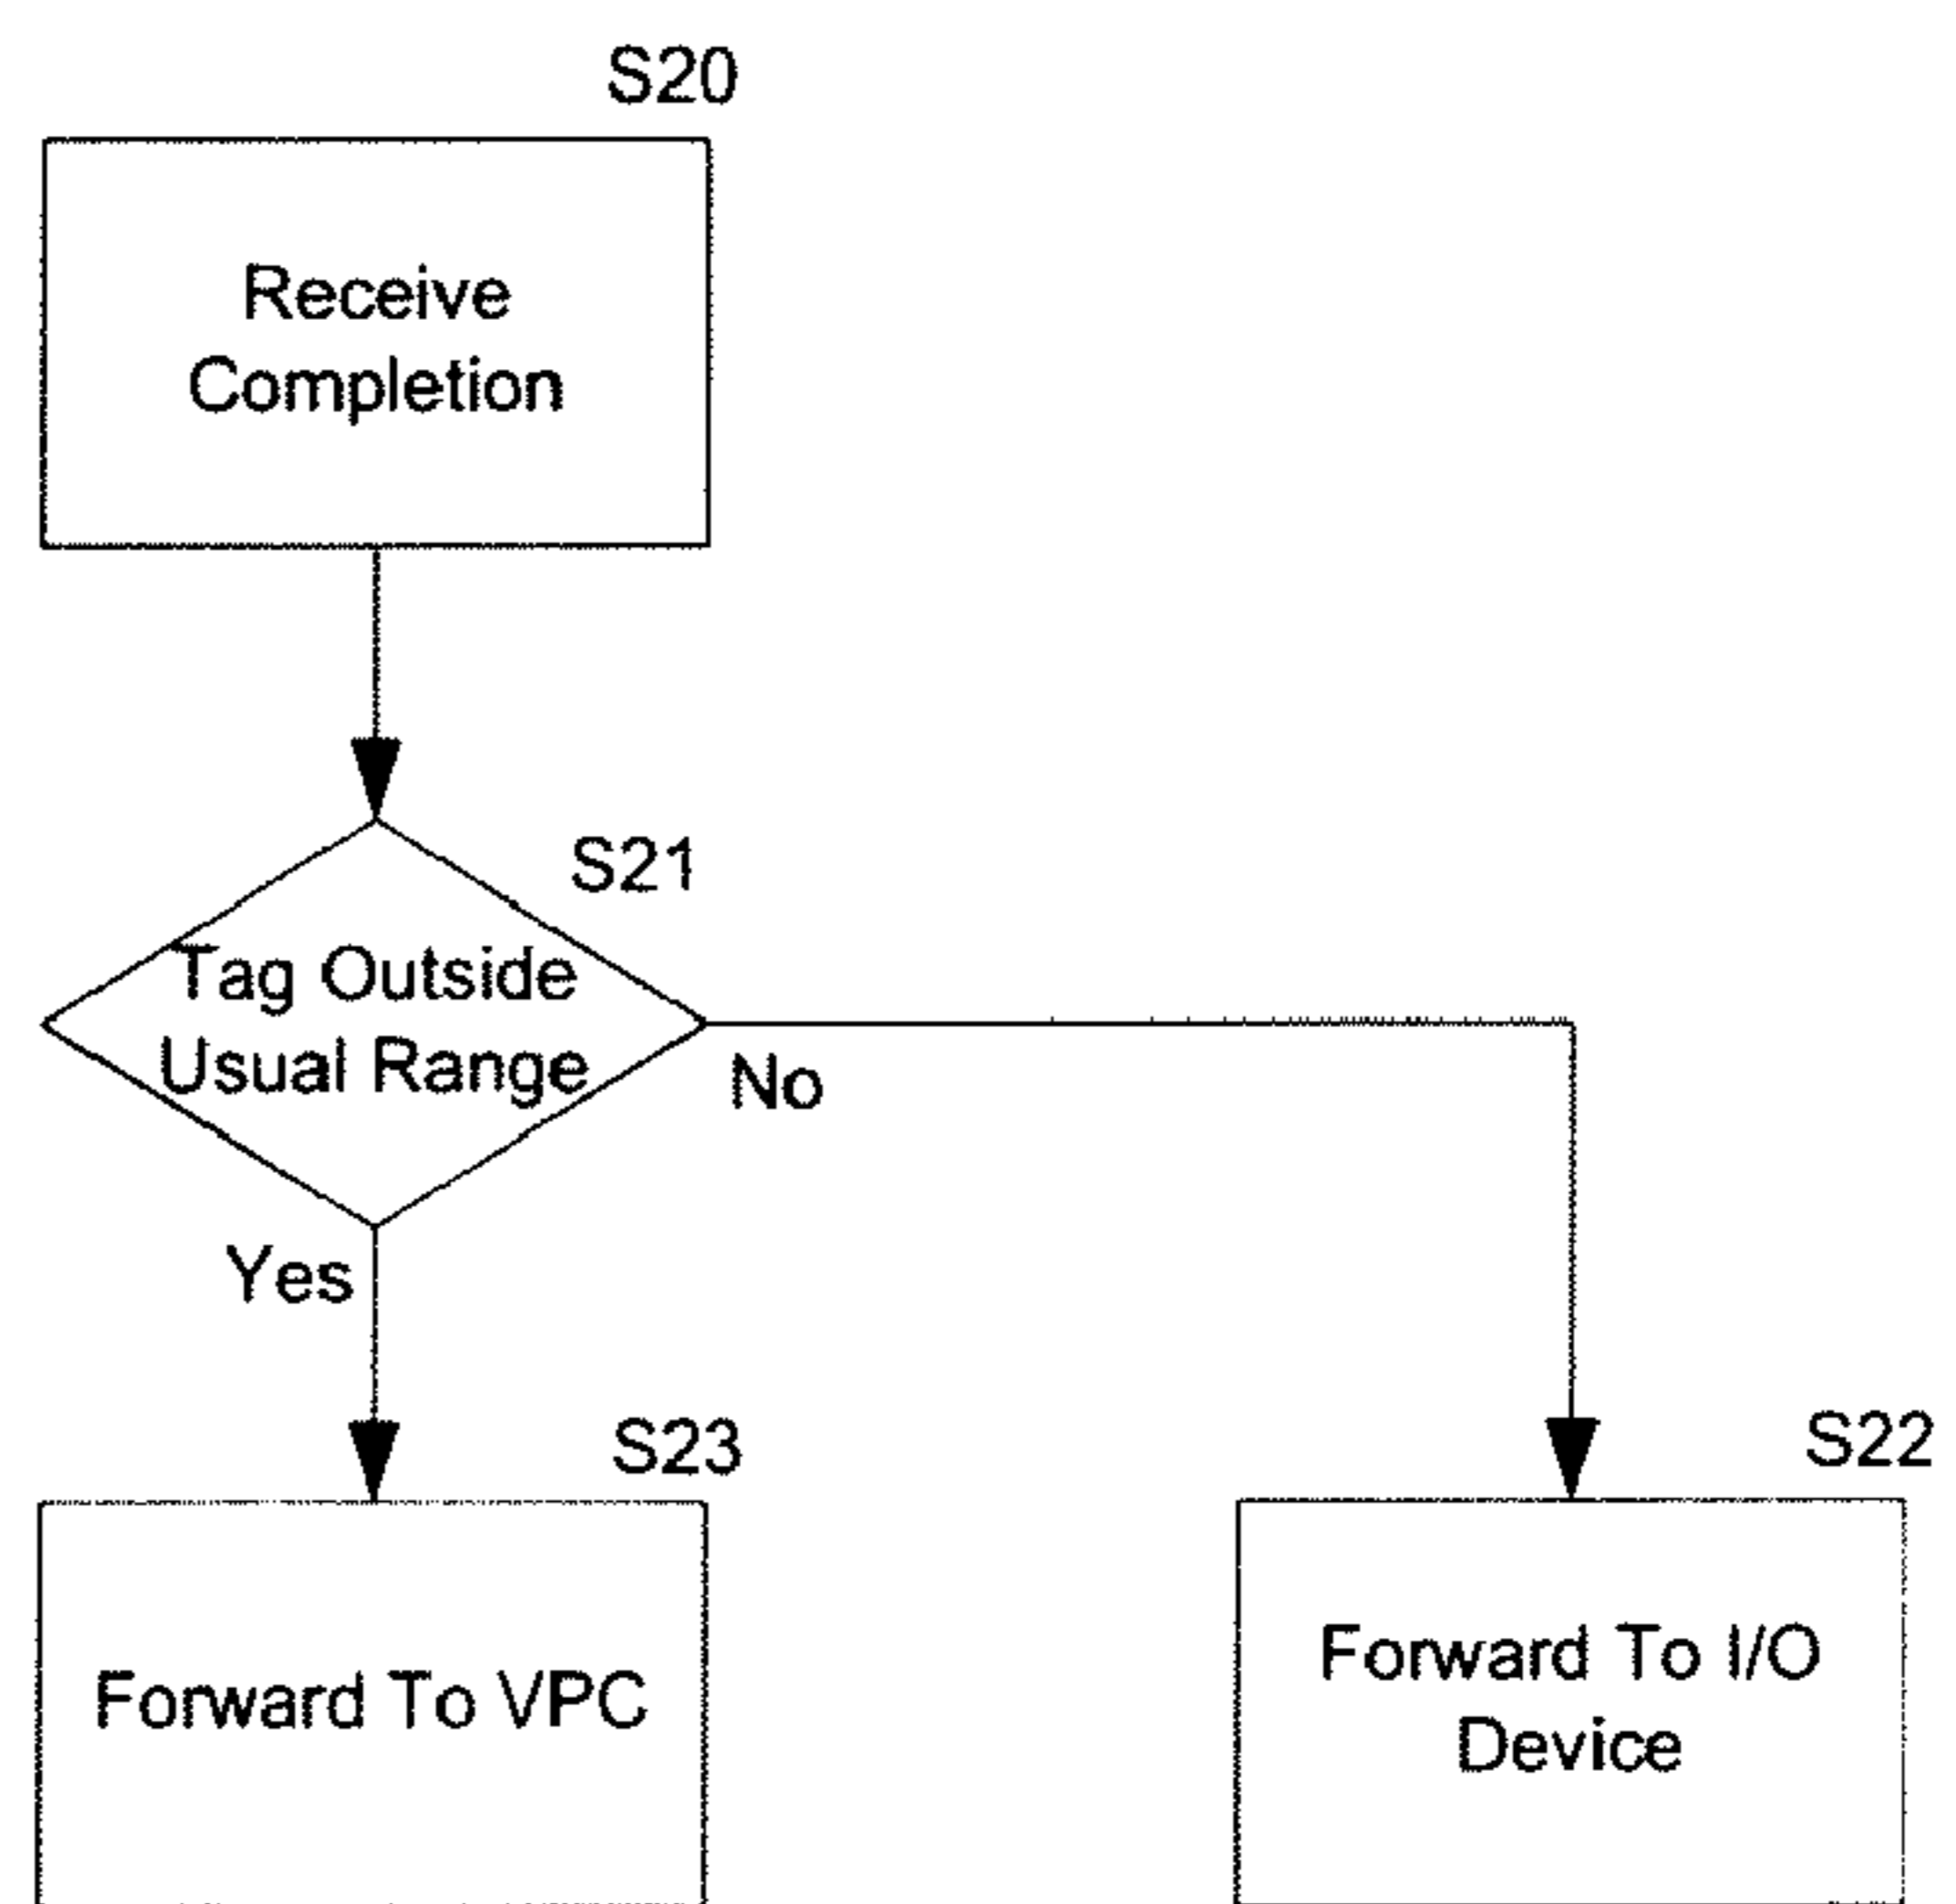 S20
Receive
Completion
S21
Tag Outside
Usual Range
No
Yes
S23
S22
Forward To VPC
Forward To I/O
Device